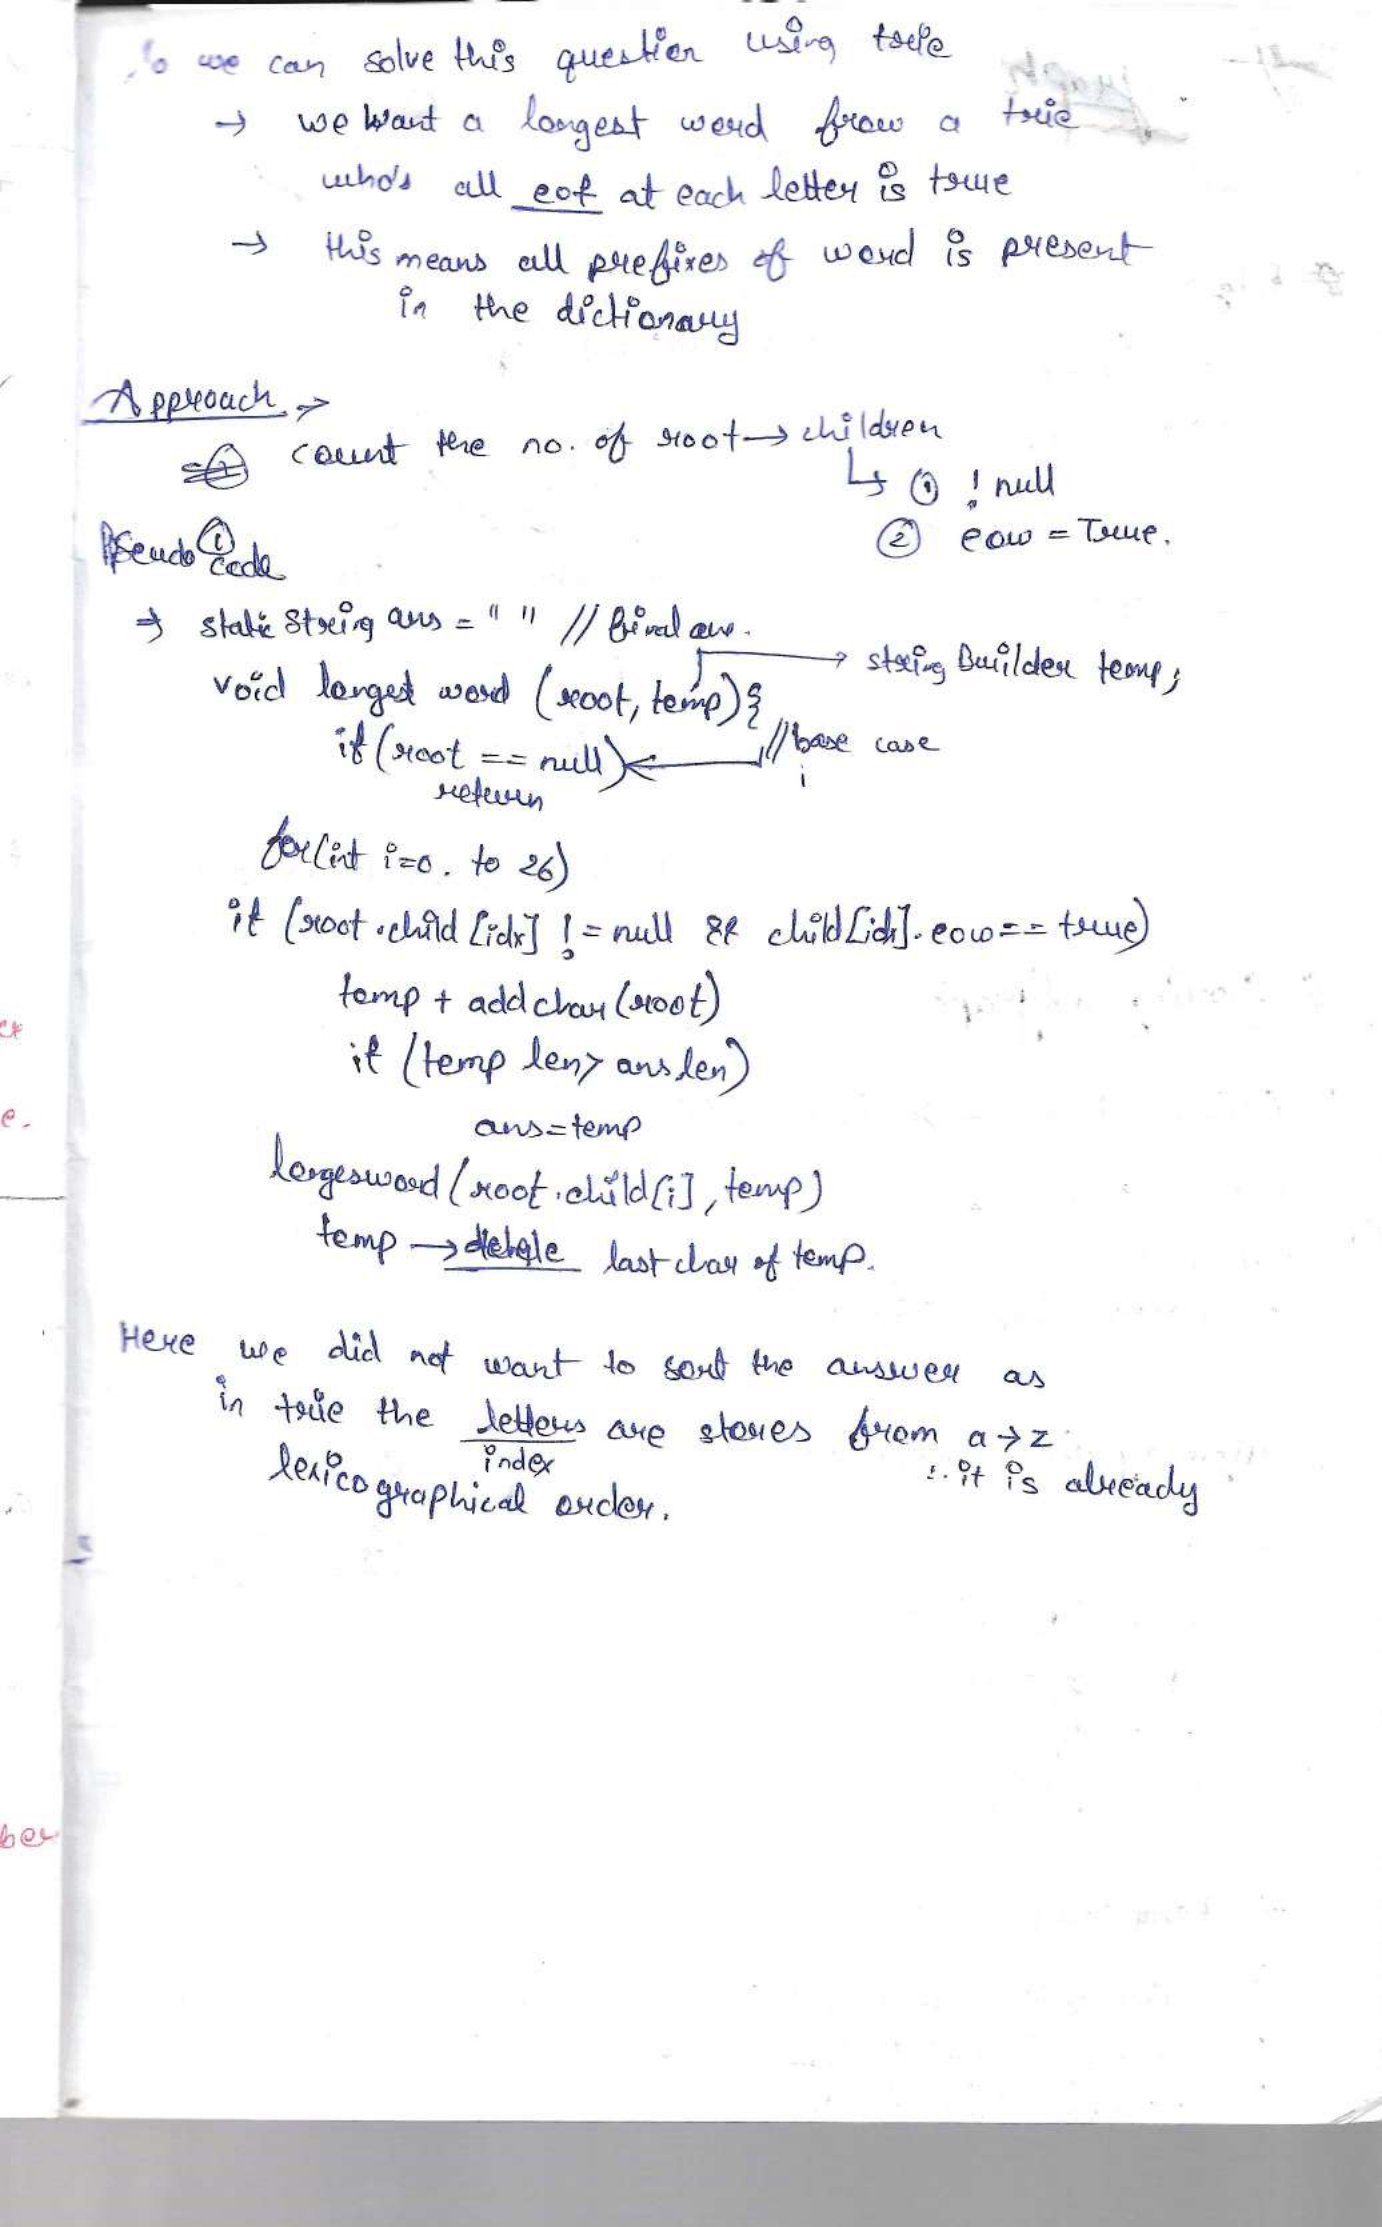 So we can solve this question using trie
→ we want a longest word from a trie
who's all eof at each letter is true
→ this means all prefixes of word is present
in the dictionary
Approach →
count the no. of root → children
↳ ① ! null
② eow = True.
Pseudo ① code
→ static String ans = " " // final ans.
→ string Builder temp;
void longest word (root, temp) {
if (root == null) // base case
return
for (int i=0. to 26)
if (root.child [idx] != null && child [idx]. eow == true)
temp + add char (root)
if (temp len > ans len)
ans = temp
longesword (root.child [i], temp)
temp → delete last char of temp.
Here we did not want to sort the answer as
in trie the letters are stores from a → z
index
∴ it is already
lexicographical order.
ber
e.